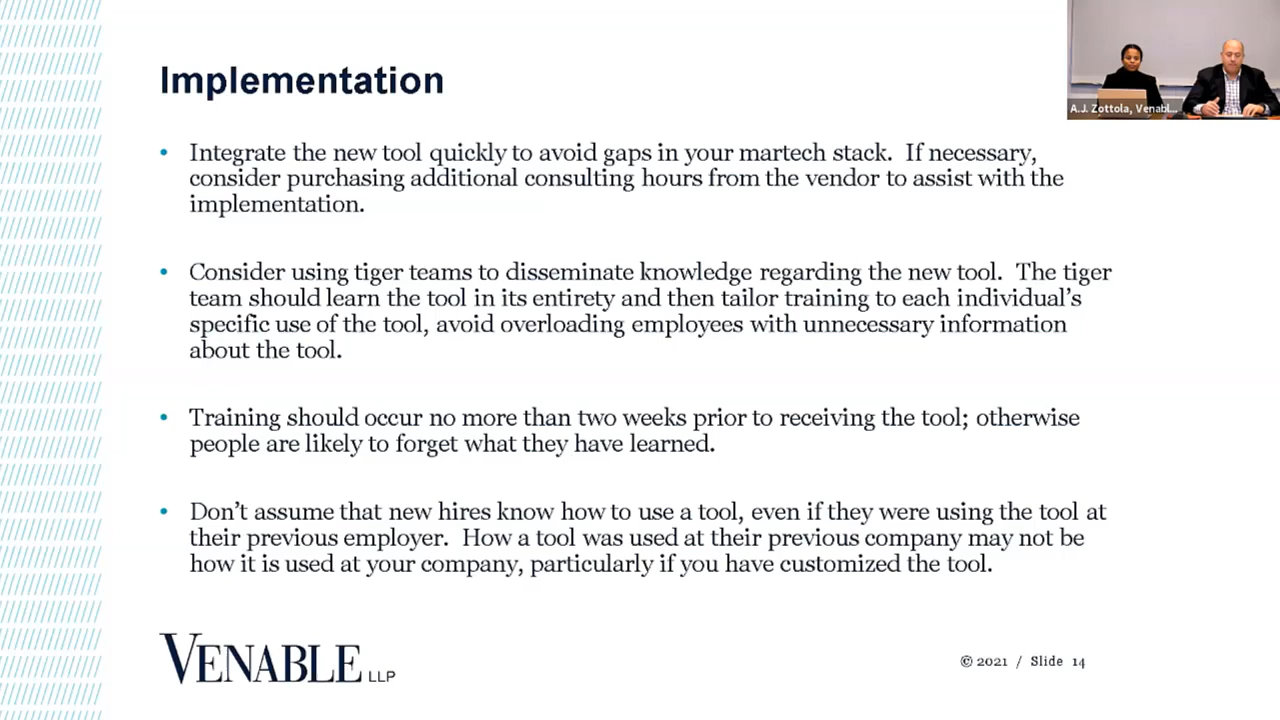 Implementation
• Integrate the new tool quickly to avoid gaps in your martech stack.  If necessary,
consider purchasing additional consulting hours from the vendor to assist with the
implementation.
• Consider using tiger teams to disseminate knowledge regarding the new tool.  The tiger
team should learn the tool in its entirety and then tailor training to each individual’s
specific use of the tool, avoid overloading employees with unnecessary information
about the tool.
• Training should occur no more than two weeks prior to receiving the tool; otherwise
people are likely to forget what they have learned.
• Don’t assume that new hires know how to use a tool, even if they were using the tool at
their previous employer.  How a tool was used at their previous company may not be
how it is used at your company, particularly if you have customized the tool.
A.J. Zottola, Venabl...
VENABLE LLP
© 2021 / Slide 14